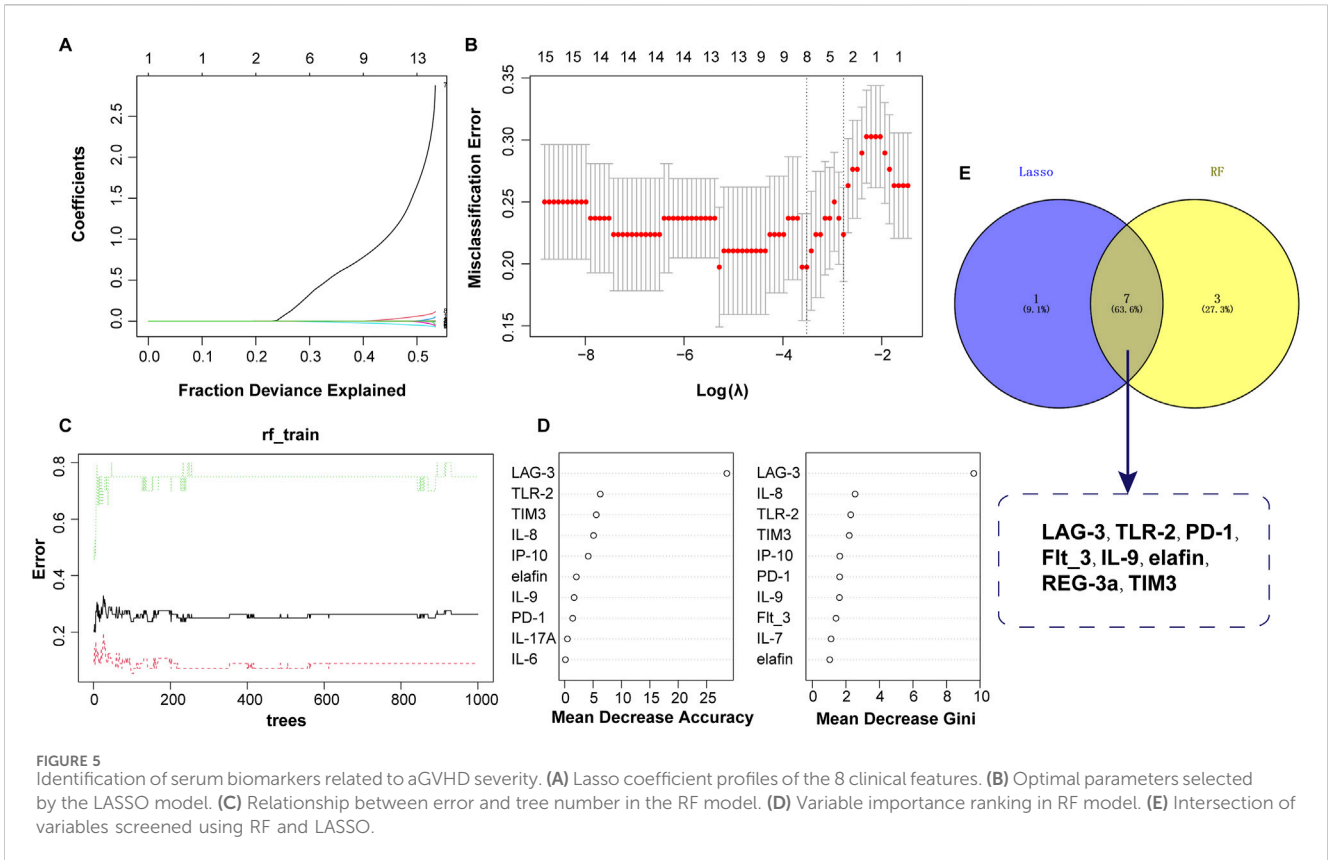 A
1 1 2 6 9 13
2.5
2.0
1.5
1.0
0.5
0.0
Coefficients
0.0 0.1 0.2 0.3 0.4 0.5
Fraction Deviance Explained
B
15 15 14 14 14 14 13 13 9 9 8 5 2 1 1
0.35
0.30
0.25
0.20
0.15
Misclassification Error
−8 −6 −4 −2
Log(λ)
E
Lasso RF
1 7 3
(9.1%) (63.6%) (27.3%)
LAG-3, TLR-2, PD-1,
Flt_3, IL-9, elafin,
REG-3a, TIM3
C
rf_train
0.8
0.6
0.4
0.2
Error
0 200 400 600 800 1000
trees
D
LAG-3
TLR-2
TIM3
IL-8
IP-10
elafin
IL-9
PD-1
IL-17A
IL-6
0 5 10 15 20 25
Mean Decrease Accuracy
LAG-3
IL-8
TLR-2
TIM3
IP-10
PD-1
IL-9
Flt_3
IL-7
elafin
0 2 4 6 8 10
Mean Decrease Gini
FIGURE 5
Identification of serum biomarkers related to aGVHD severity. (A) Lasso coefficient profiles of the 8 clinical features. (B) Optimal parameters selected
by the LASSO model. (C) Relationship between error and tree number in the RF model. (D) Variable importance ranking in RF model. (E) Intersection of
variables screened using RF and LASSO.